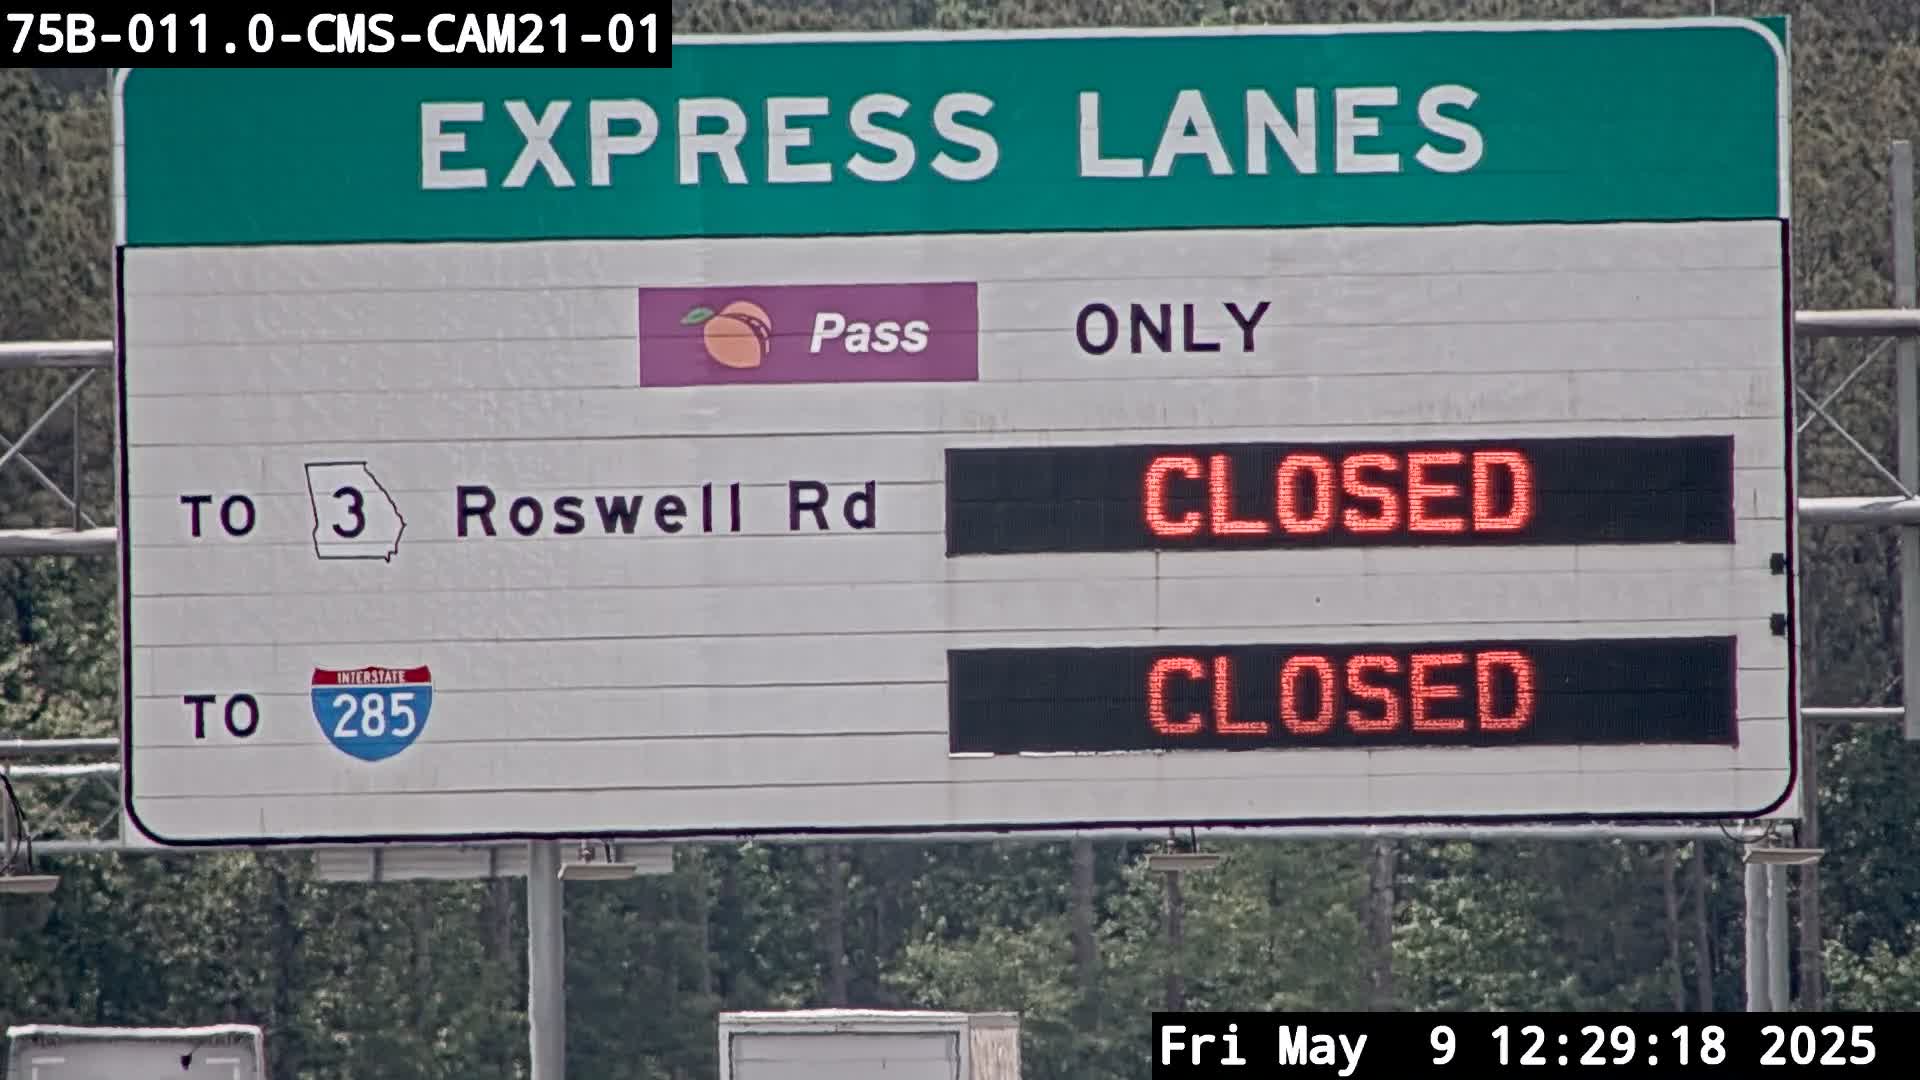 75B-011.0-CMS-CAM21-01
EXPRESS LANES
Pass ONLY
TO 3 Roswell Rd CLOSED
TO INTERSTATE 285 CLOSED
Fri May 9 12:29:18 2025